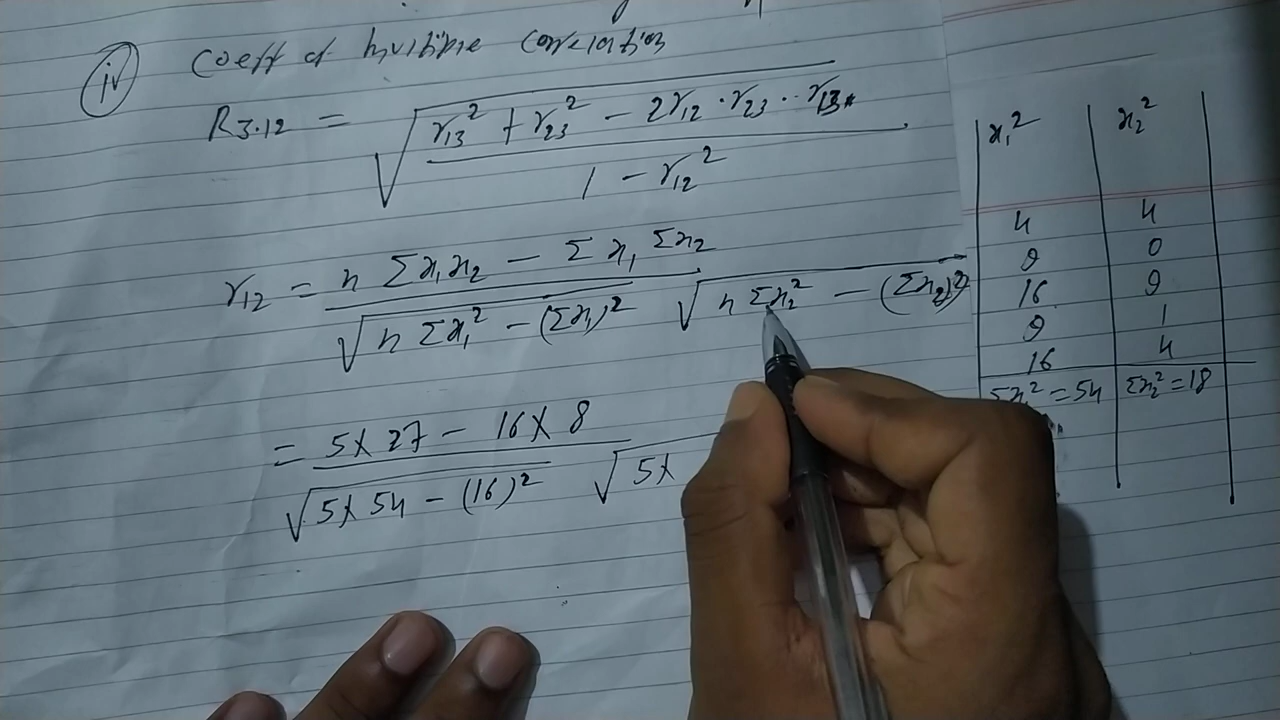 iv Coeff of Multiple Correlation
R3.12 = √((r13² + r23² - 2r12 · r23 · r13) / (1 - r12²))
r12 = (n Σx1x2 - Σx1 Σx2) / (√(n Σx1² - (Σx1)²) √(n Σx2² - (Σx2)²))
= (5 X 27 - 16 X 8) / (√(5 X 54 - (16)²) √(5 X
x1² x2²
4 4
9 0
16 9
9 1
16 4
Σx1² = 54 Σx2² = 18